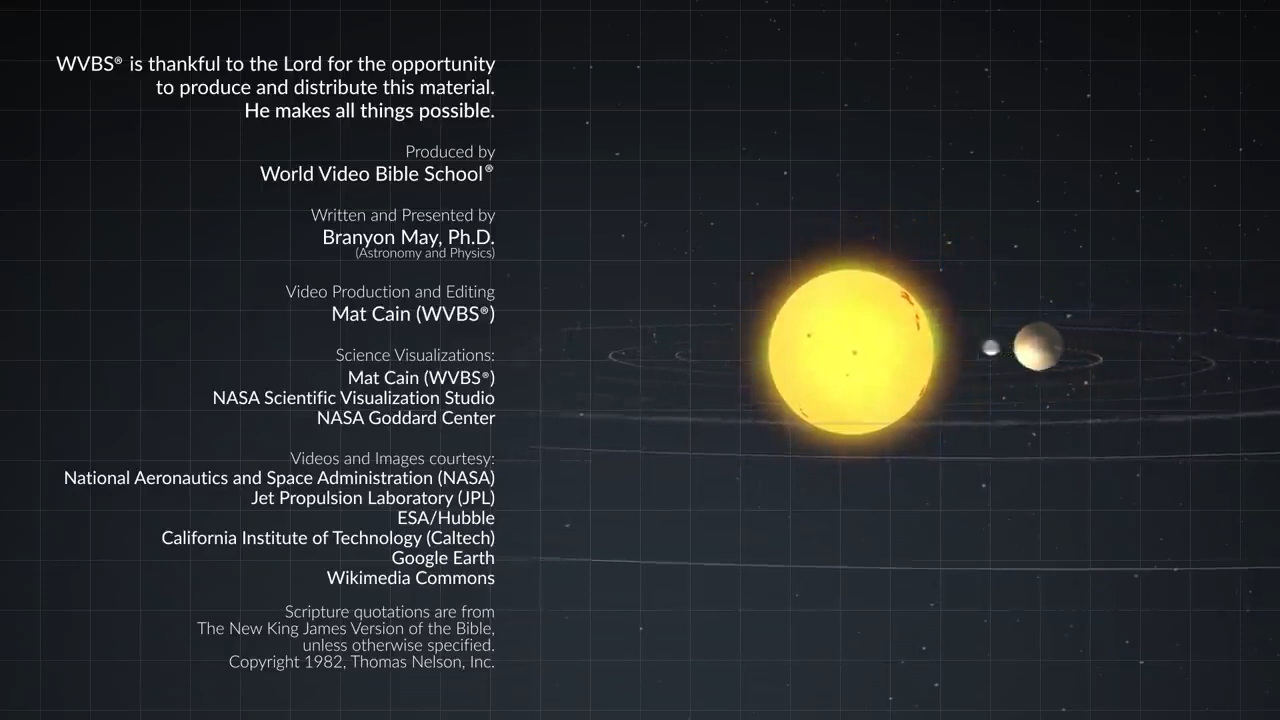 WVBS® is thankful to the Lord for the opportunity
to produce and distribute this material.
He makes all things possible.
Produced by
World Video Bible School®
Written and Presented by
Branyon May, Ph.D.
(Astronomy and Physics)
Video Production and Editing
Mat Cain (WVBS®)
Science Visualizations:
Mat Cain (WVBS®)
NASA Scientific Visualization Studio
NASA Goddard Center
Videos and Images courtesy:
National Aeronautics and Space Administration (NASA)
Jet Propulsion Laboratory (JPL)
ESA/Hubble
California Institute of Technology (Caltech)
Google Earth
Wikimedia Commons
Scripture quotations are from
The New King James Version of the Bible,
unless otherwise specified.
Copyright 1982, Thomas Nelson, Inc.